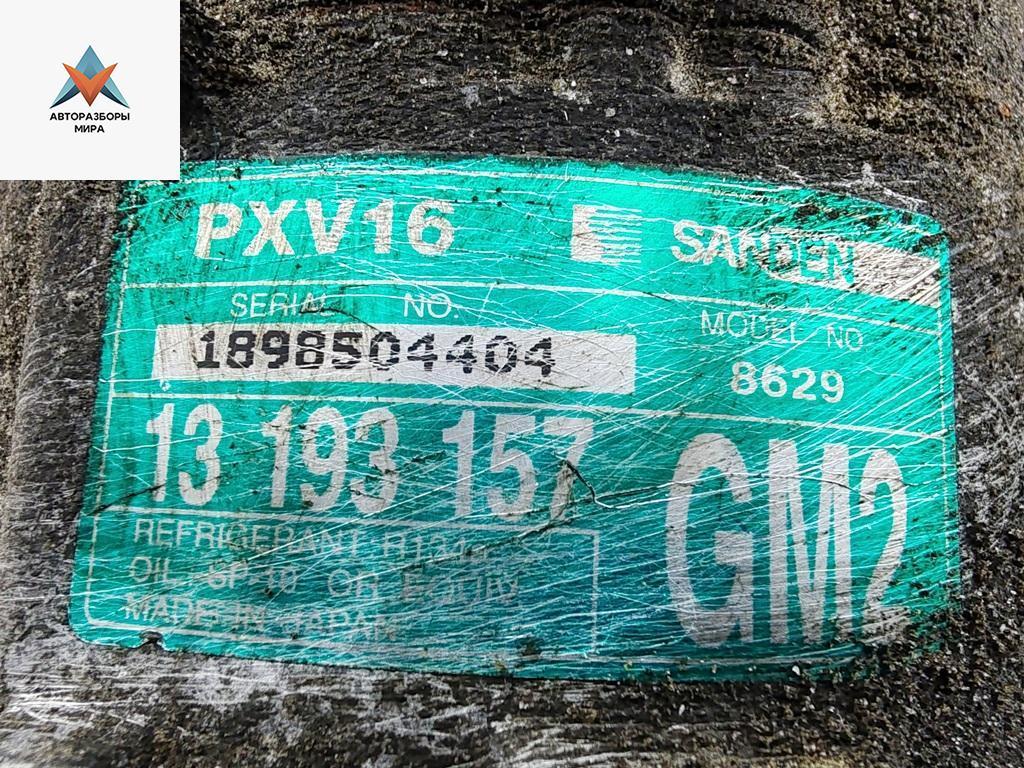 АВТОРАЗБОРЫ
МИРА
PXV16
SANDEN
SERIAL NO.
MODEL NO
1898504404
8629
13 193 157
GM2
REFRIGERANT R134a
OIL SP-10 OR EQUIV
MADE IN JAPAN